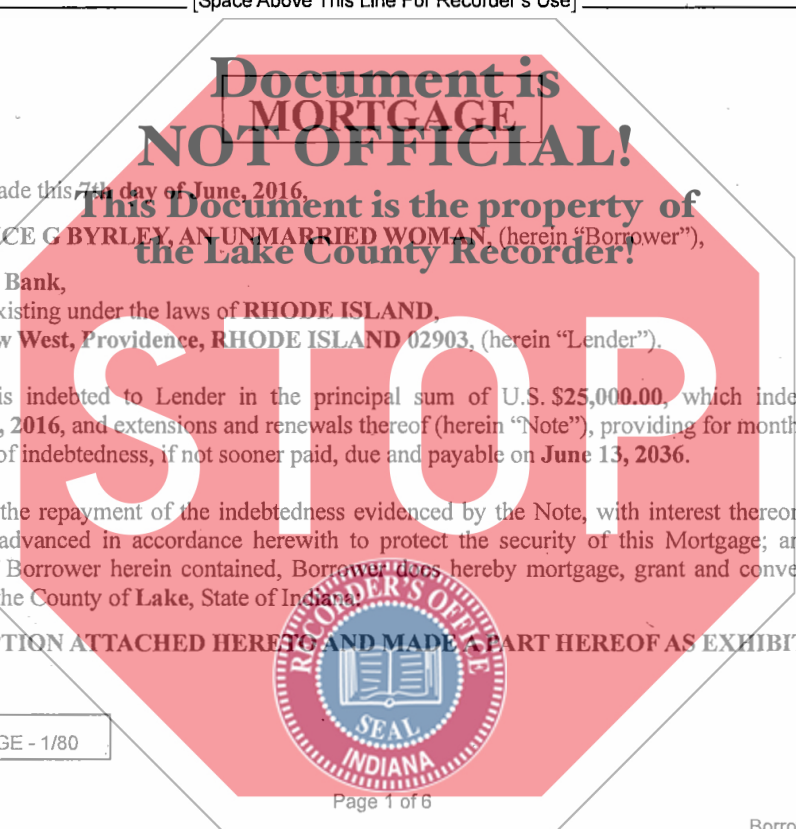 [Space Above This Line For Recorder's Use]
Document is
MORTGAGE
NOT OFFICIAL!
ade this 7th day of June, 2016,
This Document is the property of
CE G BYRLEY, AN UNMARRIED WOMAN, (herein "Borrower"),
the Lake County Recorder!
Bank,
xisting under the laws of RHODE ISLAND,
w West, Providence, RHODE ISLAND 02903, (herein "Lender").
STOP
is indebted to Lender in the principal sum of U.S. $25,000.00, which inde
, 2016, and extensions and renewals thereof (herein "Note"), providing for month
of indebtedness, if not sooner paid, due and payable on June 13, 2036.
the repayment of the indebtedness evidenced by the Note, with interest thereon
advanced in accordance herewith to protect the security of this Mortgage; an
Borrower herein contained, Borrower does hereby mortgage, grant and conve
he County of Lake, State of Indiana:
PTION ATTACHED HERETO AND MADE A PART HEREOF AS EXHIBIT
RECORDER'S OFFICE
SEAL
INDIANA
GE - 1/80
Page 1 of 6
Borro